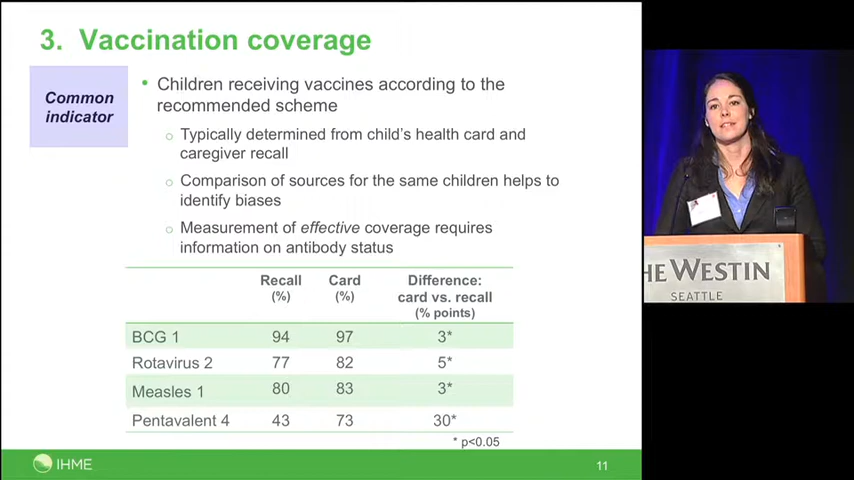 3. Vaccination coverage
Common
indicator
• Children receiving vaccines according to the
recommended scheme
o Typically determined from child's health card and
caregiver recall
o Comparison of sources for the same children helps to
identify biases
o Measurement of effective coverage requires
information on antibody status
Recall Card Difference:
(%) (%) card vs. recall
(% points)
BCG 1 94 97 3*
Rotavirus 2 77 82 5*
Measles 1 80 83 3*
Pentavalent 4 43 73 30*
* p<0.05
IHME 11
HE WESTIN
SEATTLE